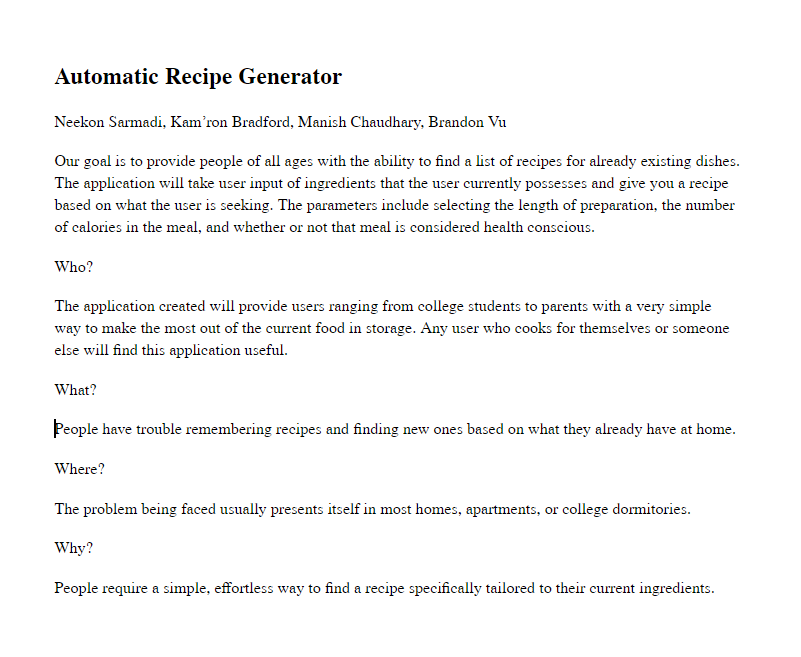 Automatic Recipe Generator
Neekon Sarmadi, Kam’ron Bradford, Manish Chaudhary, Brandon Vu
Our goal is to provide people of all ages with the ability to find a list of recipes for already existing dishes.
The application will take user input of ingredients that the user currently possesses and give you a recipe
based on what the user is seeking. The parameters include selecting the length of preparation, the number
of calories in the meal, and whether or not that meal is considered health conscious.
Who?
The application created will provide users ranging from college students to parents with a very simple
way to make the most out of the current food in storage. Any user who cooks for themselves or someone
else will find this application useful.
What?
People have trouble remembering recipes and finding new ones based on what they already have at home.
Where?
The problem being faced usually presents itself in most homes, apartments, or college dormitories.
Why?
People require a simple, effortless way to find a recipe specifically tailored to their current ingredients.